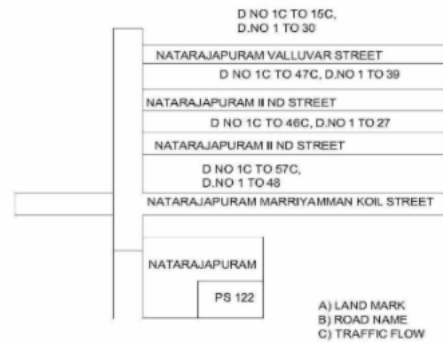 D NO 1C TO 15C,
D.NO 1 TO 30
NATARAJAPURAM VALLUVAR STREET
D NO 1C TO 47C, D.NO 1 TO 39
NATARAJAPURAM II ND STREET
D NO 1C TO 46C, D.NO 1 TO 27
NATARAJAPURAM II ND STREET
D NO 1C TO 57C,
D.NO 1 TO 48
NATARAJAPURAM MARRIYAMMAN KOIL STREET
NATARAJAPURAM
PS 122
A) LAND MARK
B) ROAD NAME
C) TRAFFIC FLOW